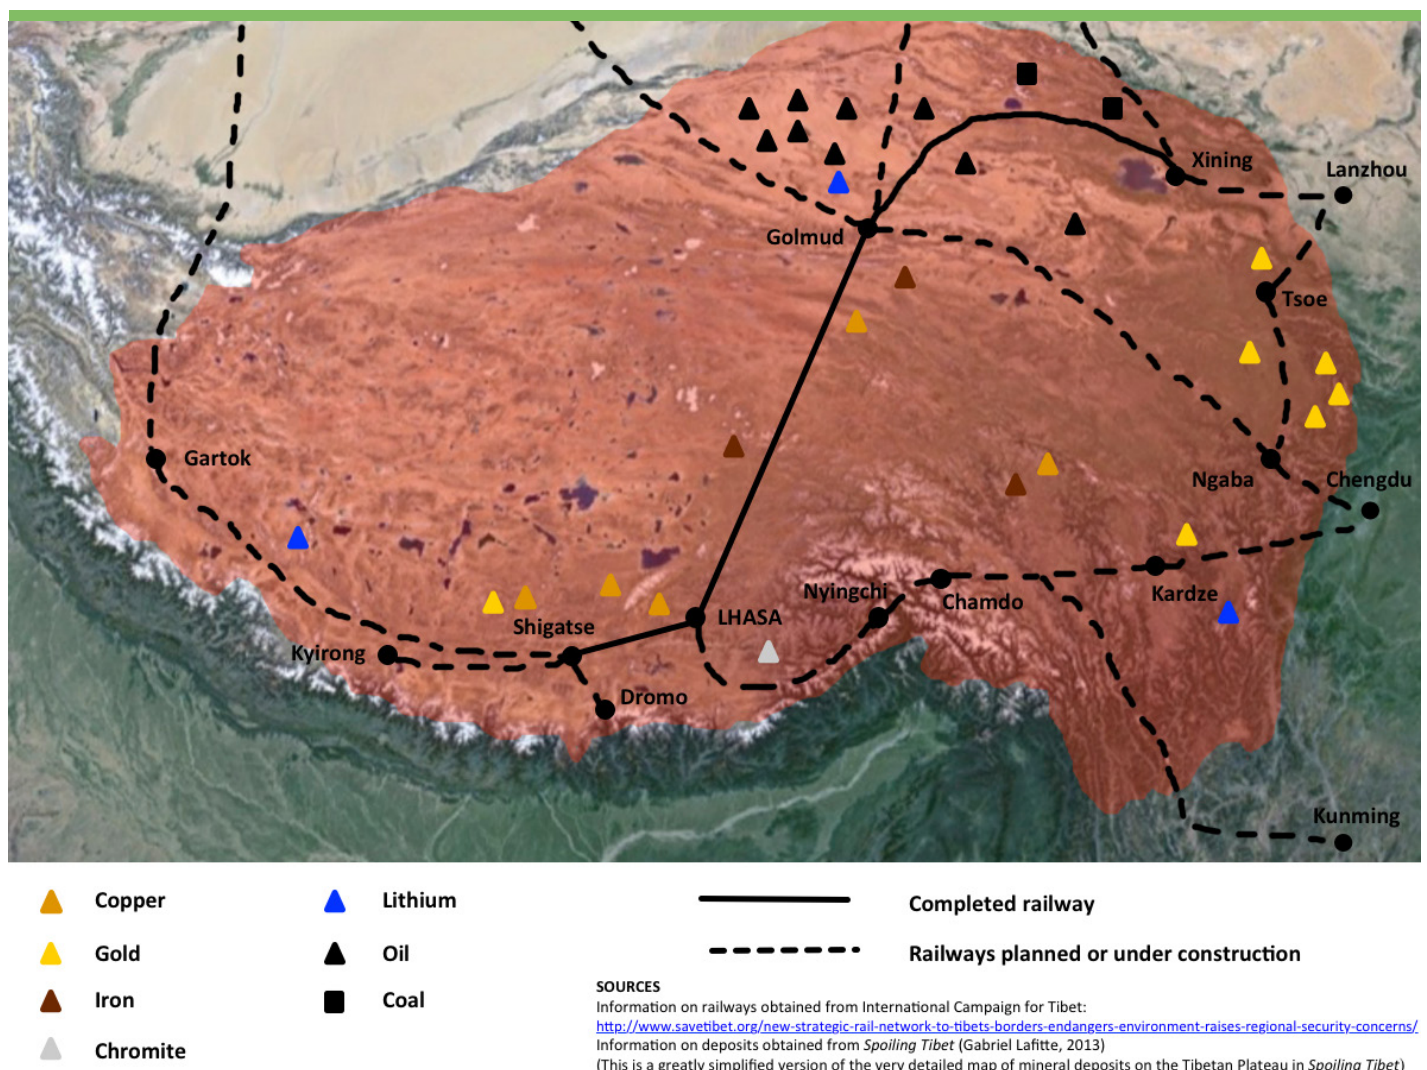 Xining
Lanzhou
Golmud
Tsoe
Gartok
Ngaba
Chengdu
Nyingchi
Chamdo
Kardze
Shigatse
LHASA
Kyirong
Dromo
Kunming
Copper
Lithium
Completed railway
Gold
Oil
Railways planned or under construction
Iron
Coal
Chromite
SOURCES
Information on railways obtained from International Campaign for Tibet:
http://www.savetibet.org/new-strategic-rail-network-to-tibets-borders-endangers-environment-raises-regional-security-concerns/
Information on deposits obtained from Spoiling Tibet (Gabriel Lafitte, 2013)
(This is a greatly simplified version of the very detailed map of mineral deposits on the Tibetan Plateau in Spoiling Tibet)